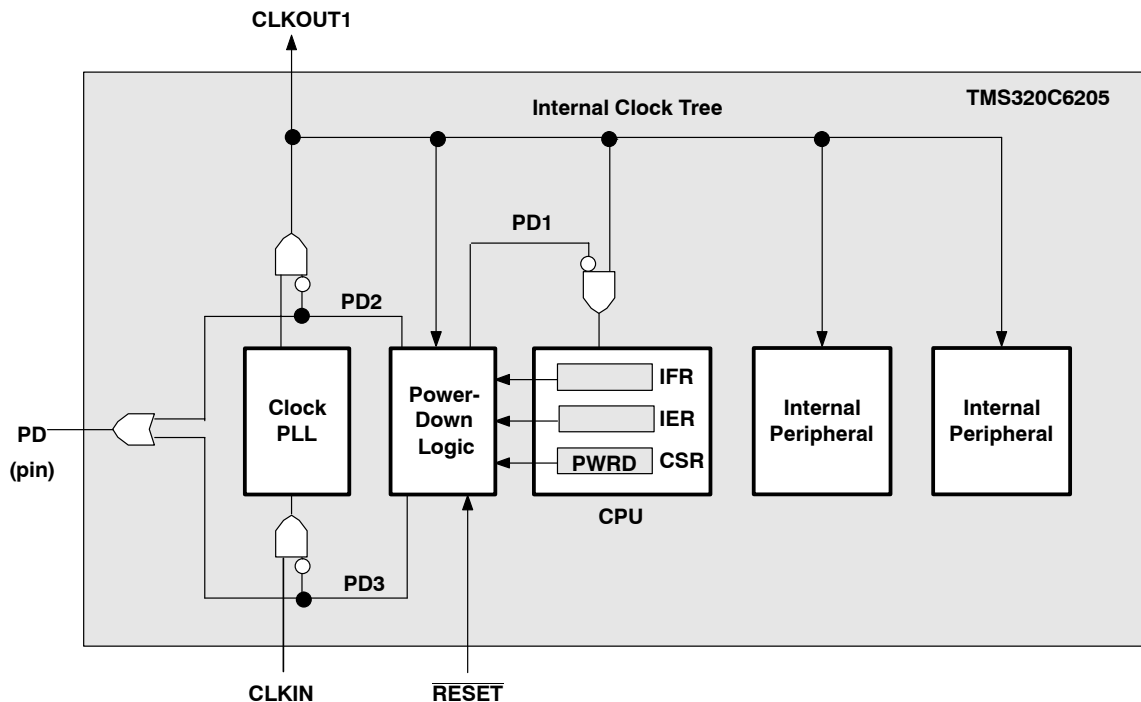 CLKOUT1
TMS320C6205
Internal Clock Tree
PD1
PD2
Clock
PLL
Power-
Down
Logic
IFR
IER
PWRD
CSR
CPU
Internal
Peripheral
Internal
Peripheral
PD
(pin)
PD3
CLKIN
RESET